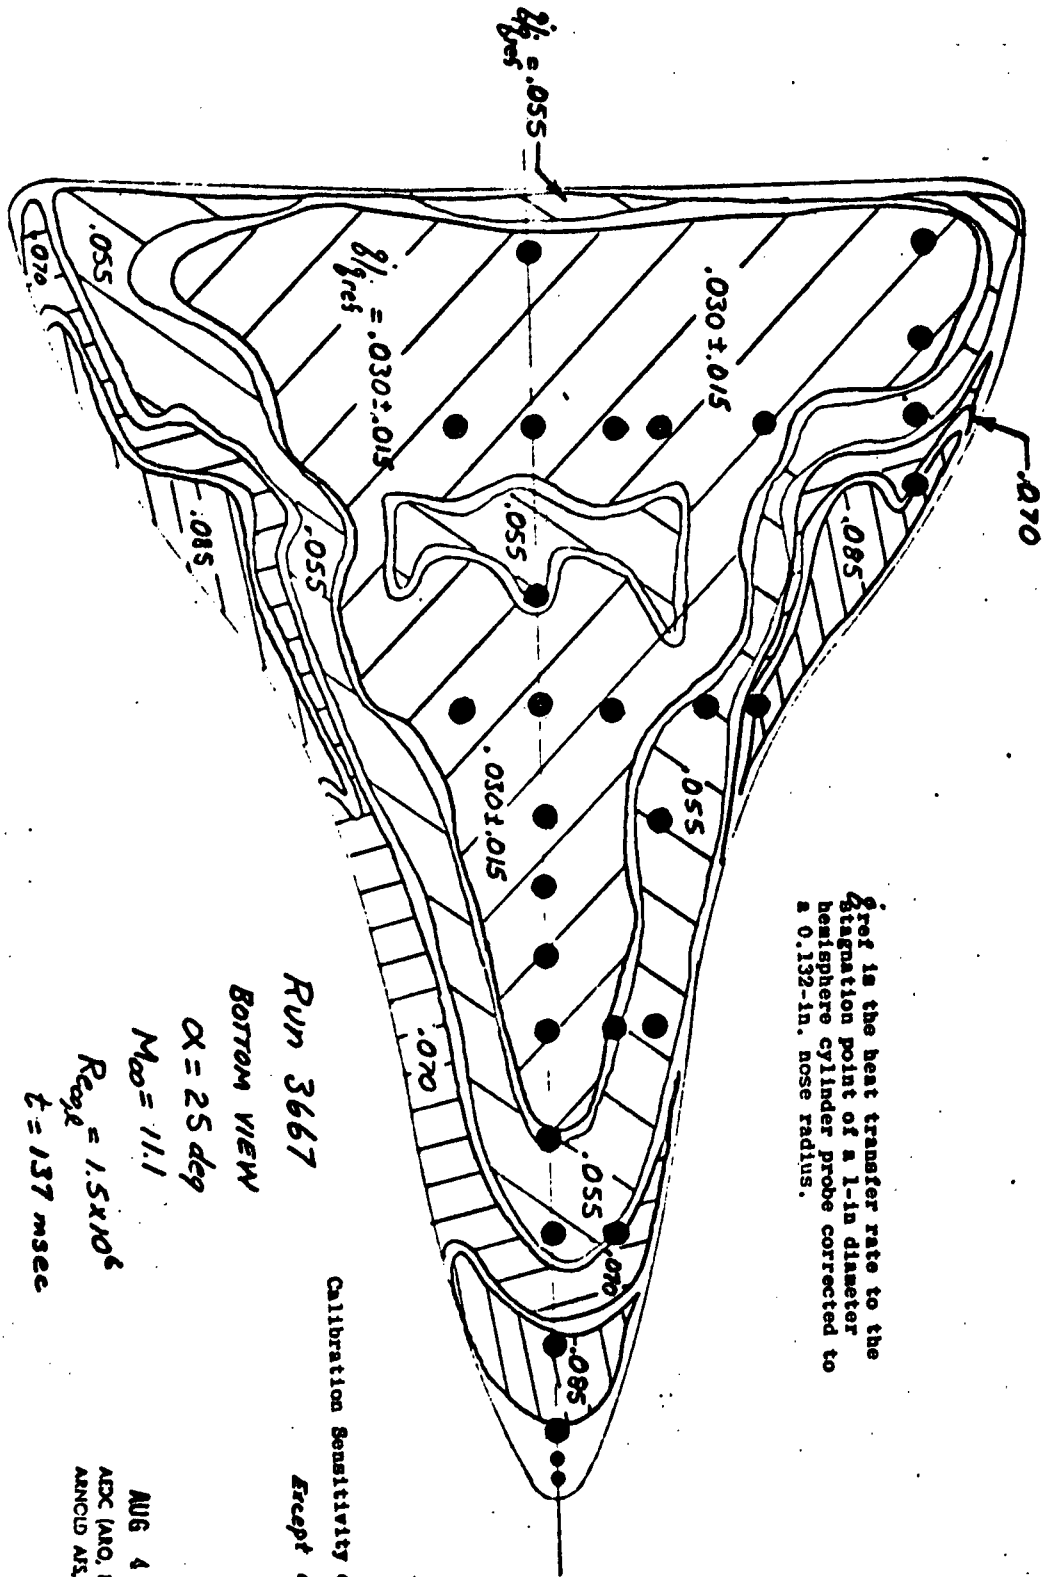 q̇/q̇ref = .055
.070
.055
q̇/q̇ref = .030±.015
.030±.015
.070
.085
.055
.055
.085
.055
.030±.015
.070
.055
.070
.085
q̇ref is the heat transfer rate to the
stagnation point of a 1-in diameter
hemisphere cylinder probe corrected to
a 0.132-in. nose radius.
Run 3667
BOTTOM VIEW
α = 25 deg
M∞ = 11.1
Re∞,ℓ = 1.5x10⁶
t = 137 msec
Calibration Sensitivity
Except
AUG 4
AEDC (ARO,
ARNOLD AFS,